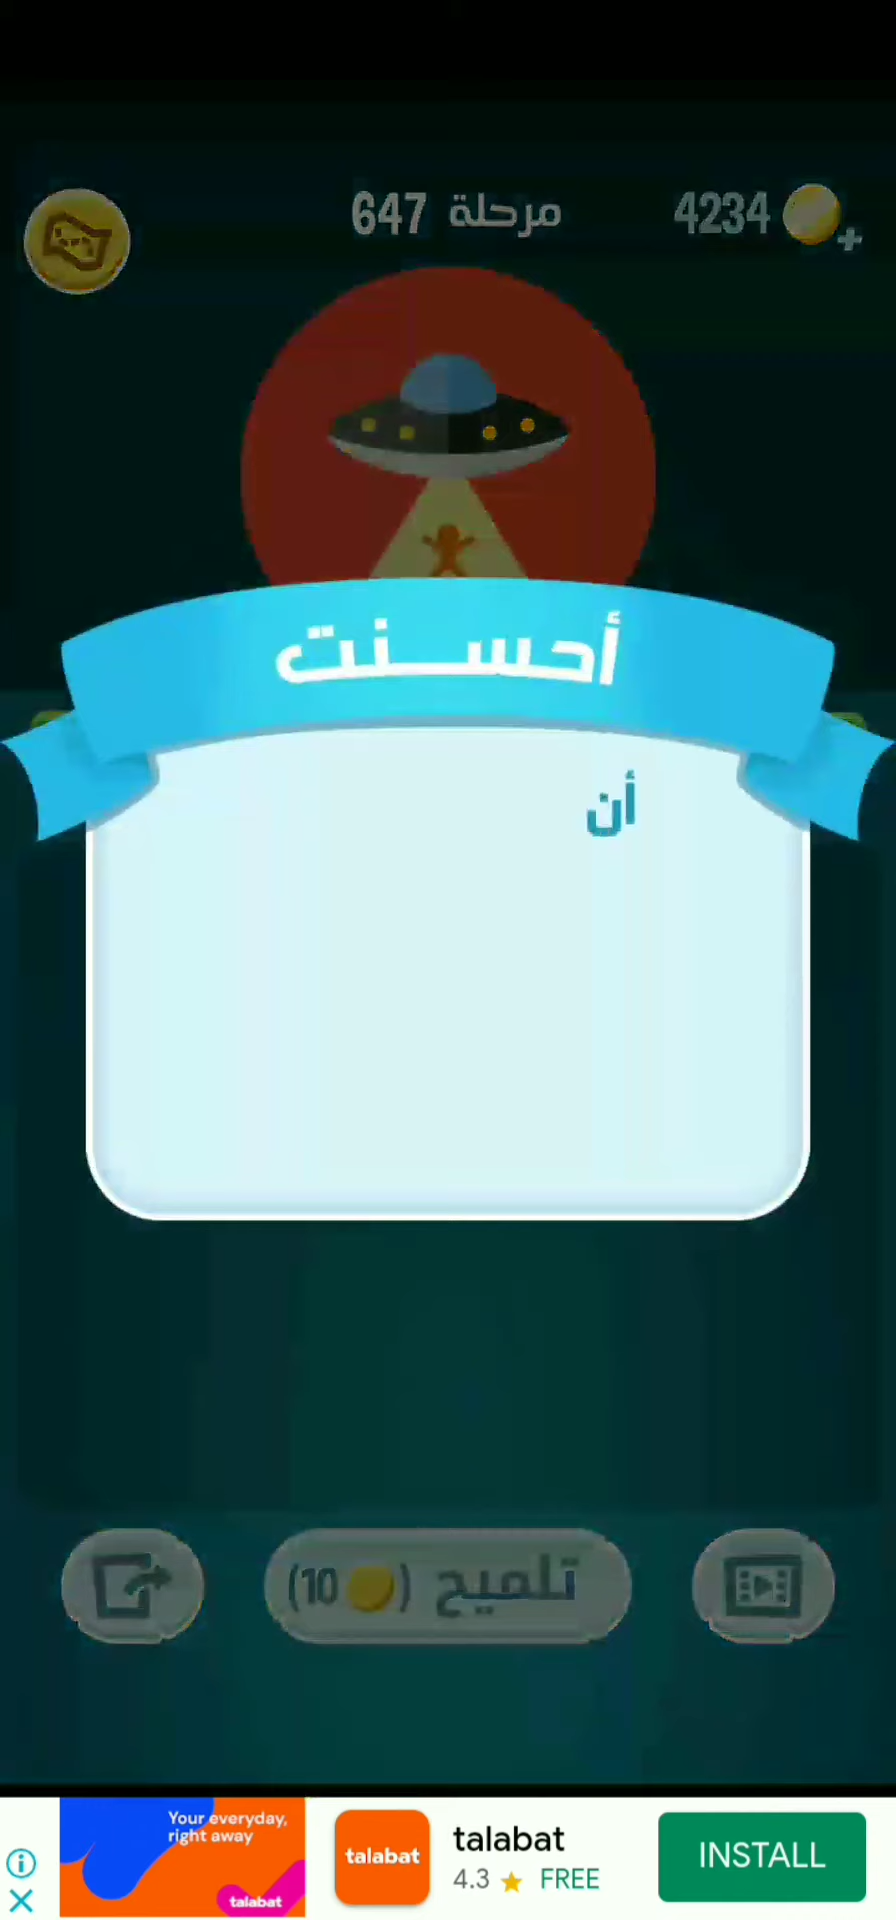 4234 مرحلة 647
أحسنت
أن
تلميح (10)
Your everyday,
right away
talabat
talabat
talabat
4.3 FREE
INSTALL